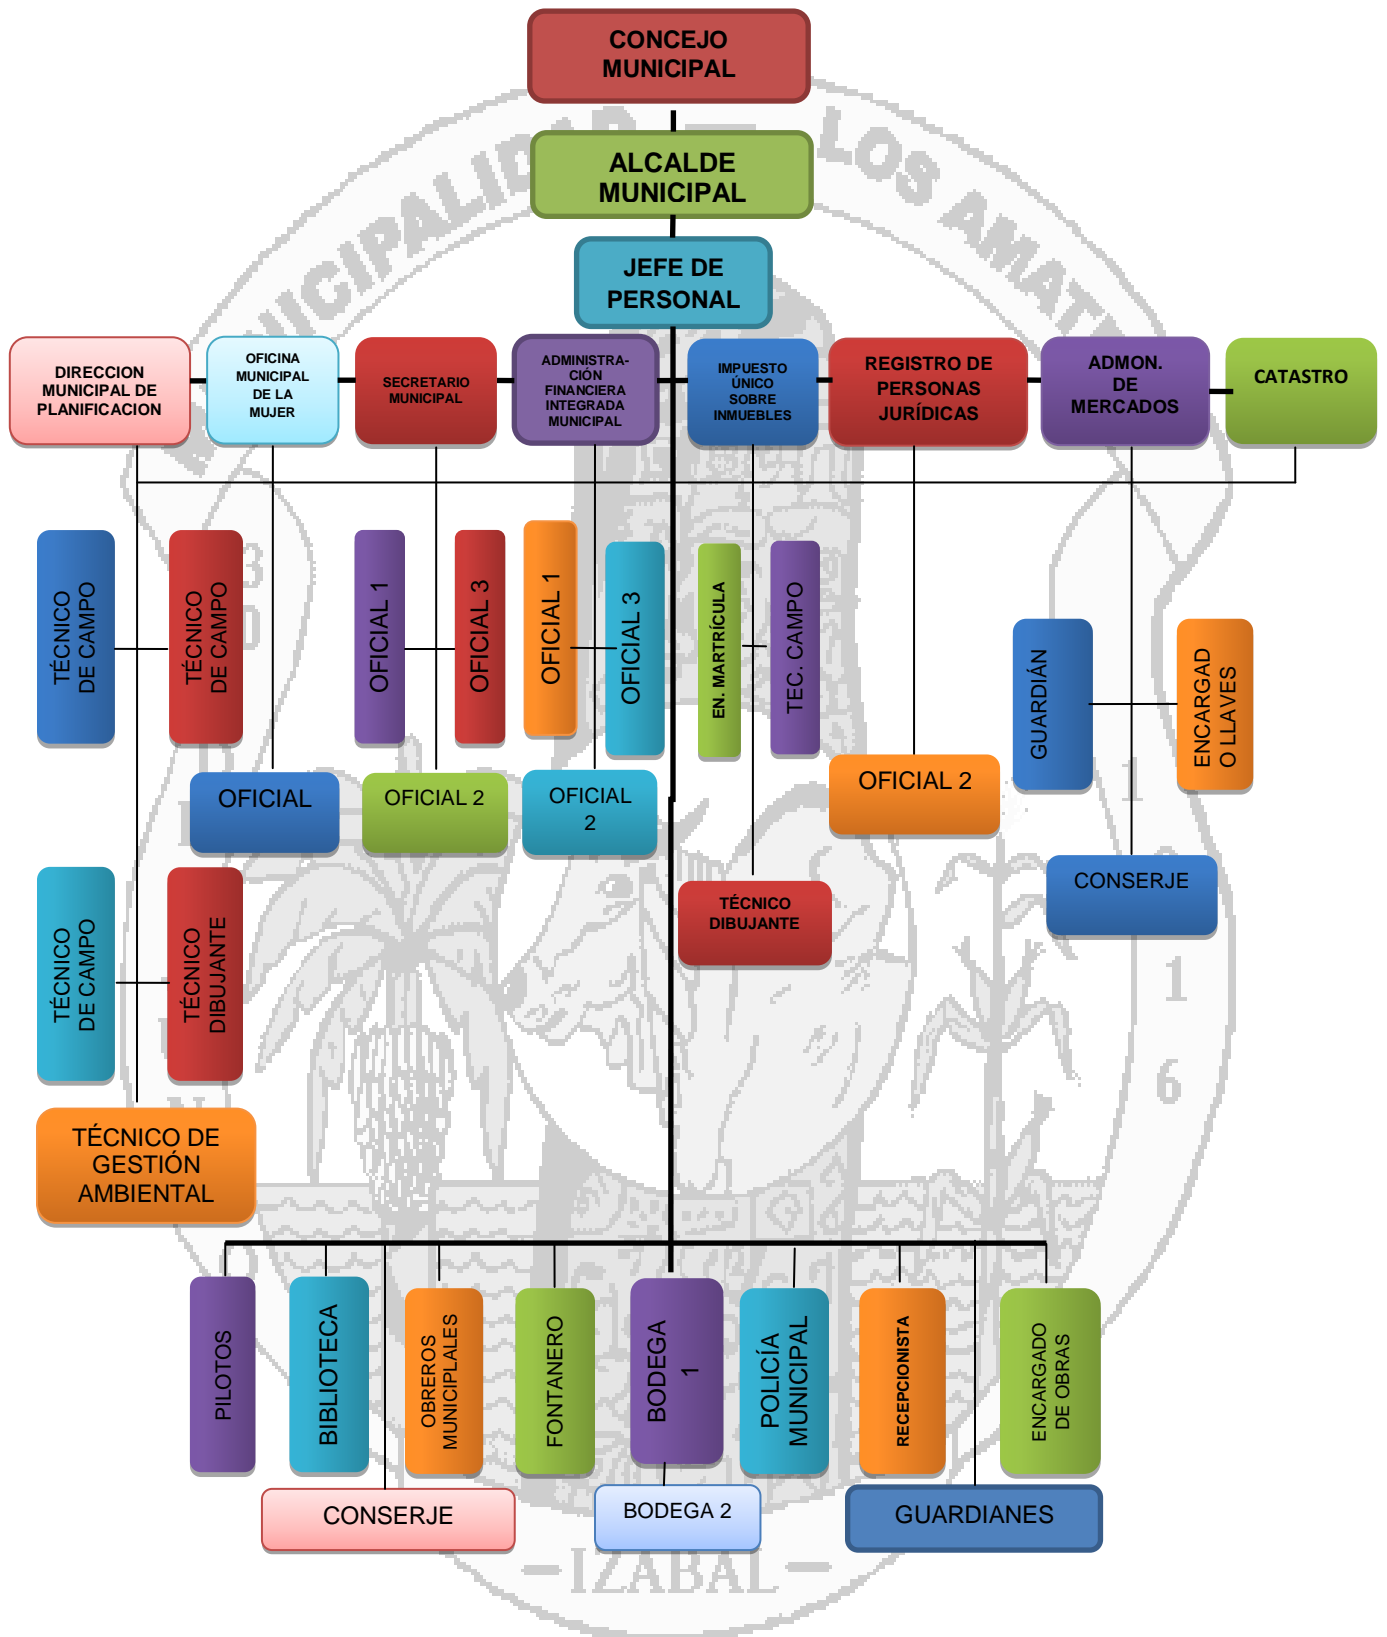 CONCEJO
MUNICIPAL
ALCALDE
MUNICIPAL
JEFE DE
PERSONAL
DIRECCION
MUNICIPAL DE
PLANIFICACION
OFICINA
MUNICIPAL
DE LA
MUJER
SECRETARIO
MUNICIPAL
ADMINISTRA-
CIÓN
FINANCIERA
INTEGRADA
MUNICIPAL
IMPUESTO
ÚNICO
SOBRE
INMUEBLES
REGISTRO DE
PERSONAS
JURÍDICAS
ADMON.
DE
MERCADOS
CATASTRO
TÉCNICO
DE CAMPO
TÉCNICO
DE CAMPO
OFICIAL 1
OFICIAL 3
OFICIAL 1
OFICIAL 3
EN. MARTRÍCULA
TEC. CAMPO
GUARDIÁN
ENCARGAD
O LLAVES
OFICIAL
OFICIAL 2
OFICIAL
2
OFICIAL 2
TÉCNICO
DIBUJANTE
CONSERJE
TÉCNICO
DE CAMPO
TÉCNICO
DIBUJANTE
TÉCNICO DE
GESTIÓN
AMBIENTAL
PILOTOS
BIBLIOTECA
OBREROS
MUNICIPLALES
FONTANERO
BODEGA
1
POLICÍA
MUNICIPAL
RECEPCIONISTA
ENCARGADO
DE OBRAS
CONSERJE
BODEGA 2
GUARDIANES
LOS
IZABAL